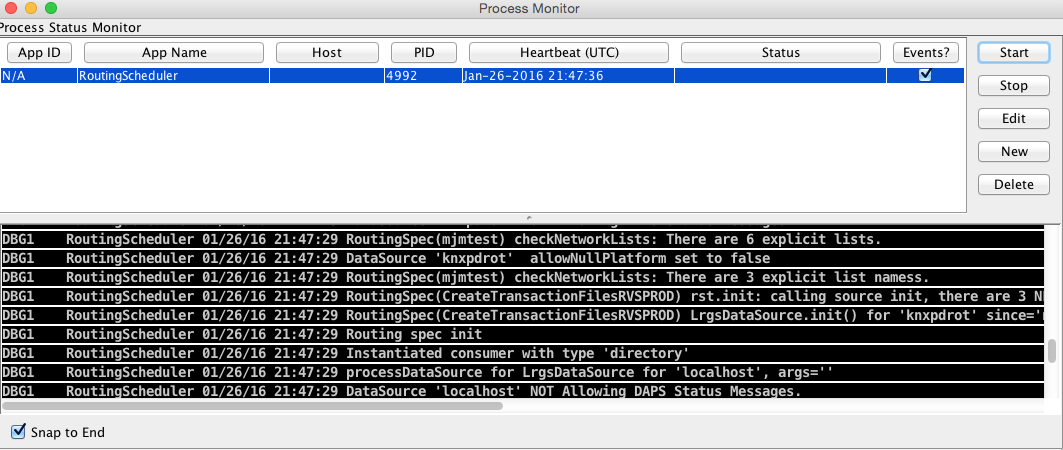 Process Monitor
Process Status Monitor
App ID App Name Host PID Heartbeat (UTC) Status Events? Start
N/A RoutingScheduler 4992 Jan-26-2016 21:47:36
Stop
Edit
New
Delete
DBG1 RoutingScheduler 01/26/16 21:47:29 RoutingSpec(mjmtest) checkNetworkLists: There are 6 explicit lists.
DBG1 RoutingScheduler 01/26/16 21:47:29 DataSource 'knxpdrot' allowNullPlatform set to false
DBG1 RoutingScheduler 01/26/16 21:47:29 RoutingSpec(mjmtest) checkNetworkLists: There are 3 explicit list namess.
DBG1 RoutingScheduler 01/26/16 21:47:29 RoutingSpec(CreateTransactionFilesRVSPROD) rst.init: calling source init, there are 3
DBG1 RoutingScheduler 01/26/16 21:47:29 RoutingSpec(CreateTransactionFilesRVSPROD) LrgsDataSource.init() for 'knxpdrot' since='
DBG1 RoutingScheduler 01/26/16 21:47:29 Routing spec init
DBG1 RoutingScheduler 01/26/16 21:47:29 Instantiated consumer with type 'directory'
DBG1 RoutingScheduler 01/26/16 21:47:29 processDataSource for LrgsDataSource for 'localhost', args=''
DBG1 RoutingScheduler 01/26/16 21:47:29 DataSource 'localhost' NOT Allowing DAPS Status Messages.
Snap to End